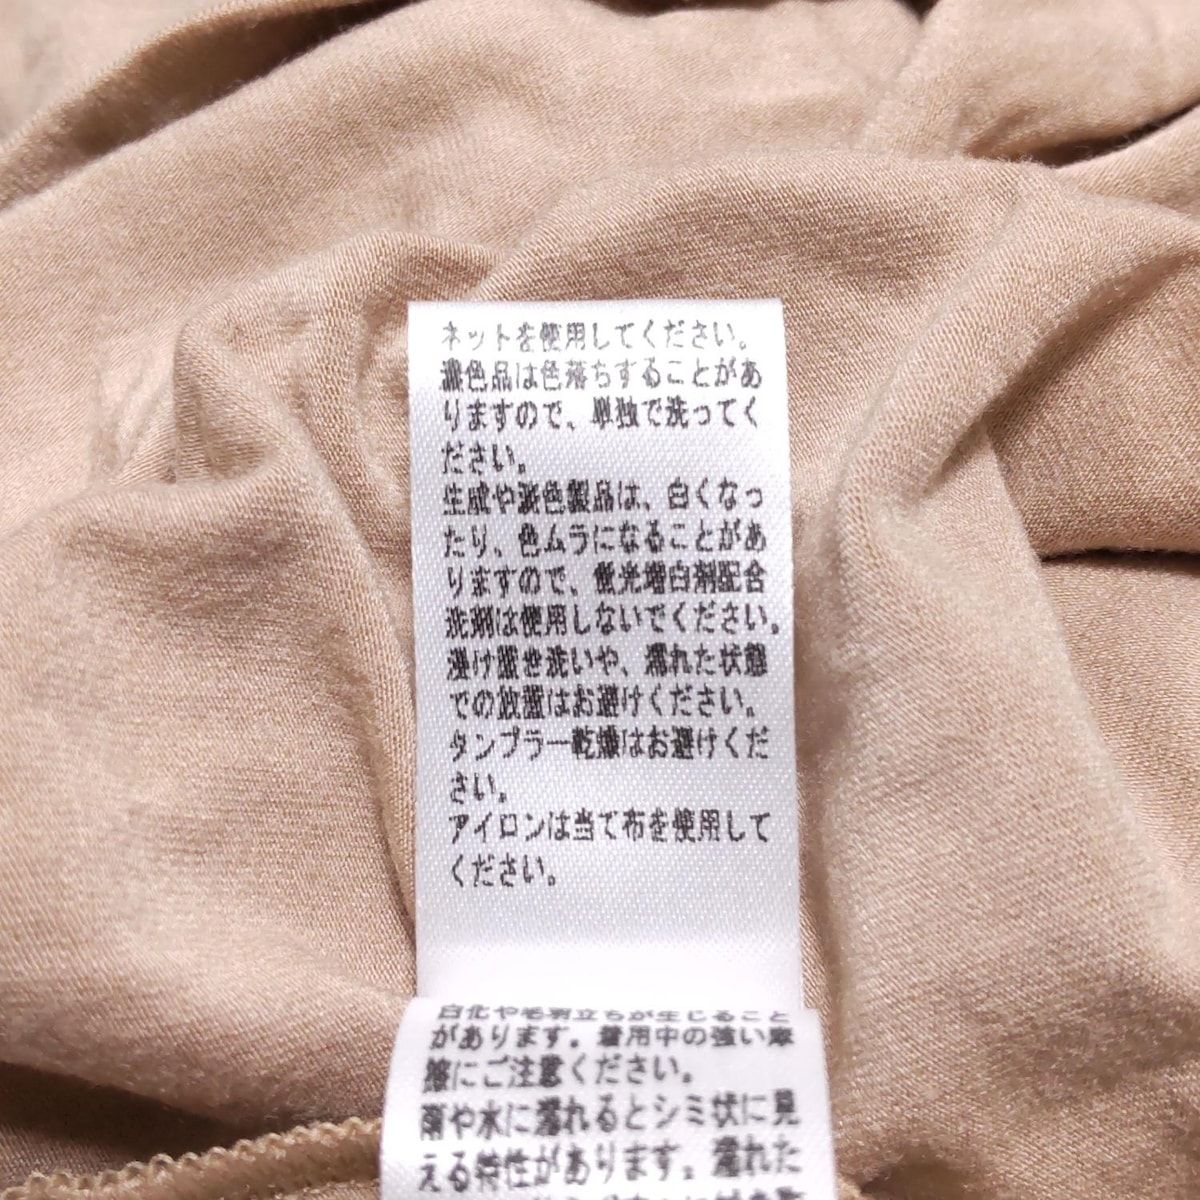 ネットを使用してください。
濃色品は色落ちすることがあ
りますので、単独で洗ってく
ださい。
生成や淡色製品は、白くなっ
たり、色ムラになることがあ
りますので、蛍光増白剤配合
洗剤は使用しないでください。
浸け置き洗いや、濡れた状態
での放置はお避けください。
タンブラー乾燥はお避けくだ
さい。
アイロンは当て布を使用して
ください。
白化や毛羽立ちが生じること
があります。着用中の強い摩
擦にご注意ください。
雨や水に濡れるとシミ状に見
える特性があります。濡れた